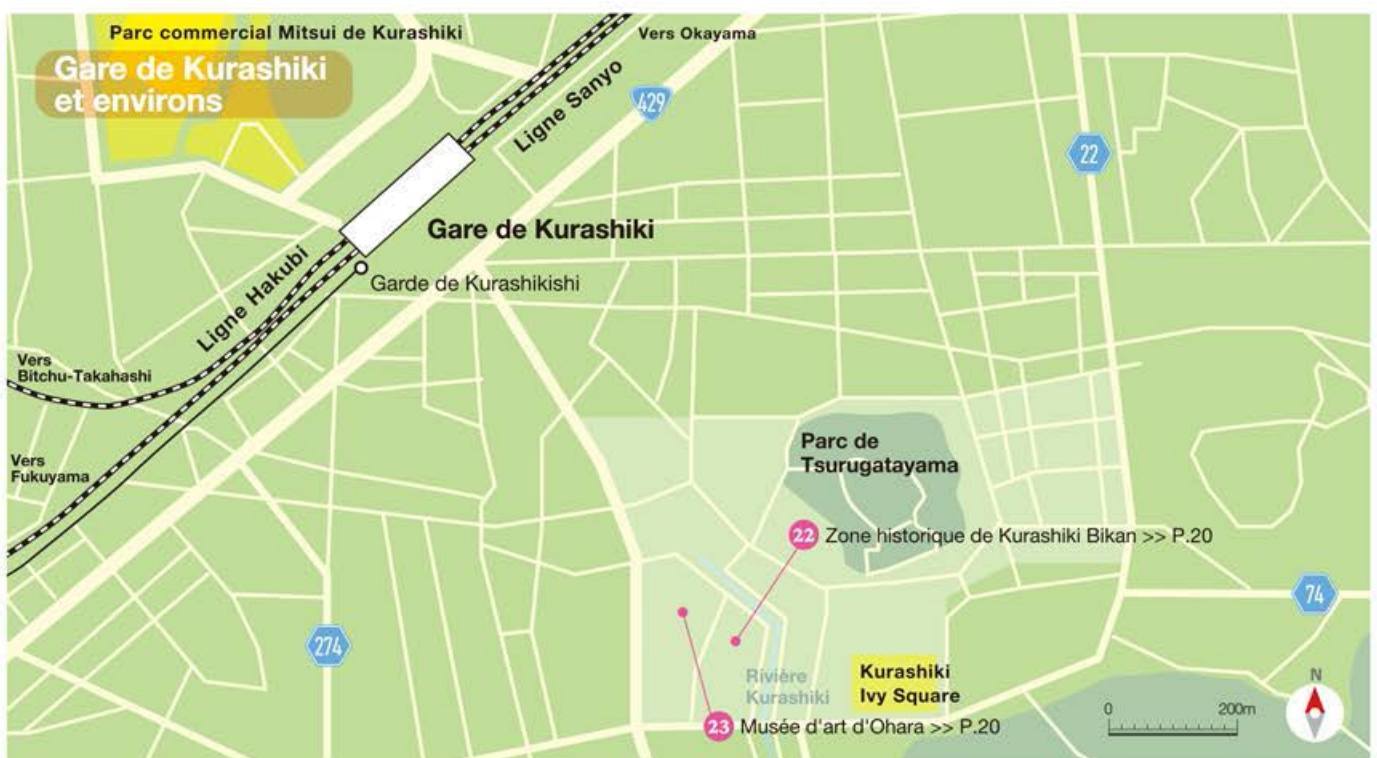 Parc commercial Mitsui de Kurashiki
Gare de Kurashiki
et environs
Vers Okayama
Ligne Sanyo
429
22
Gare de Kurashiki
Garde de Kurashikishi
Ligne Hakubi
Vers
Bitchu-Takahashi
Vers
Fukuyama
Parc de
Tsurugatayama
22 Zone historique de Kurashiki Bikan >> P.20
74
274
Rivière
Kurashiki
Kurashiki
Ivy Square
23 Musée d'art d'Ohara >> P.20
0 200m
N